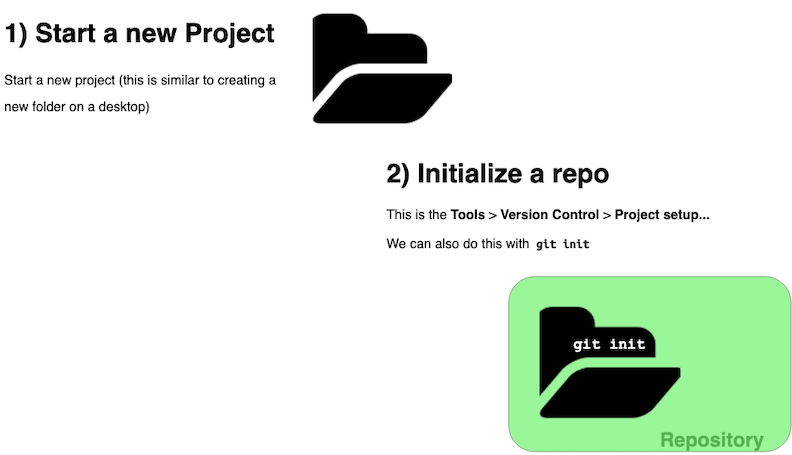 1) Start a new Project
Start a new project (this is similar to creating a
new folder on a desktop)
2) Initialize a repo
This is the Tools > Version Control > Project setup...
We can also do this with git init
git init
Repository